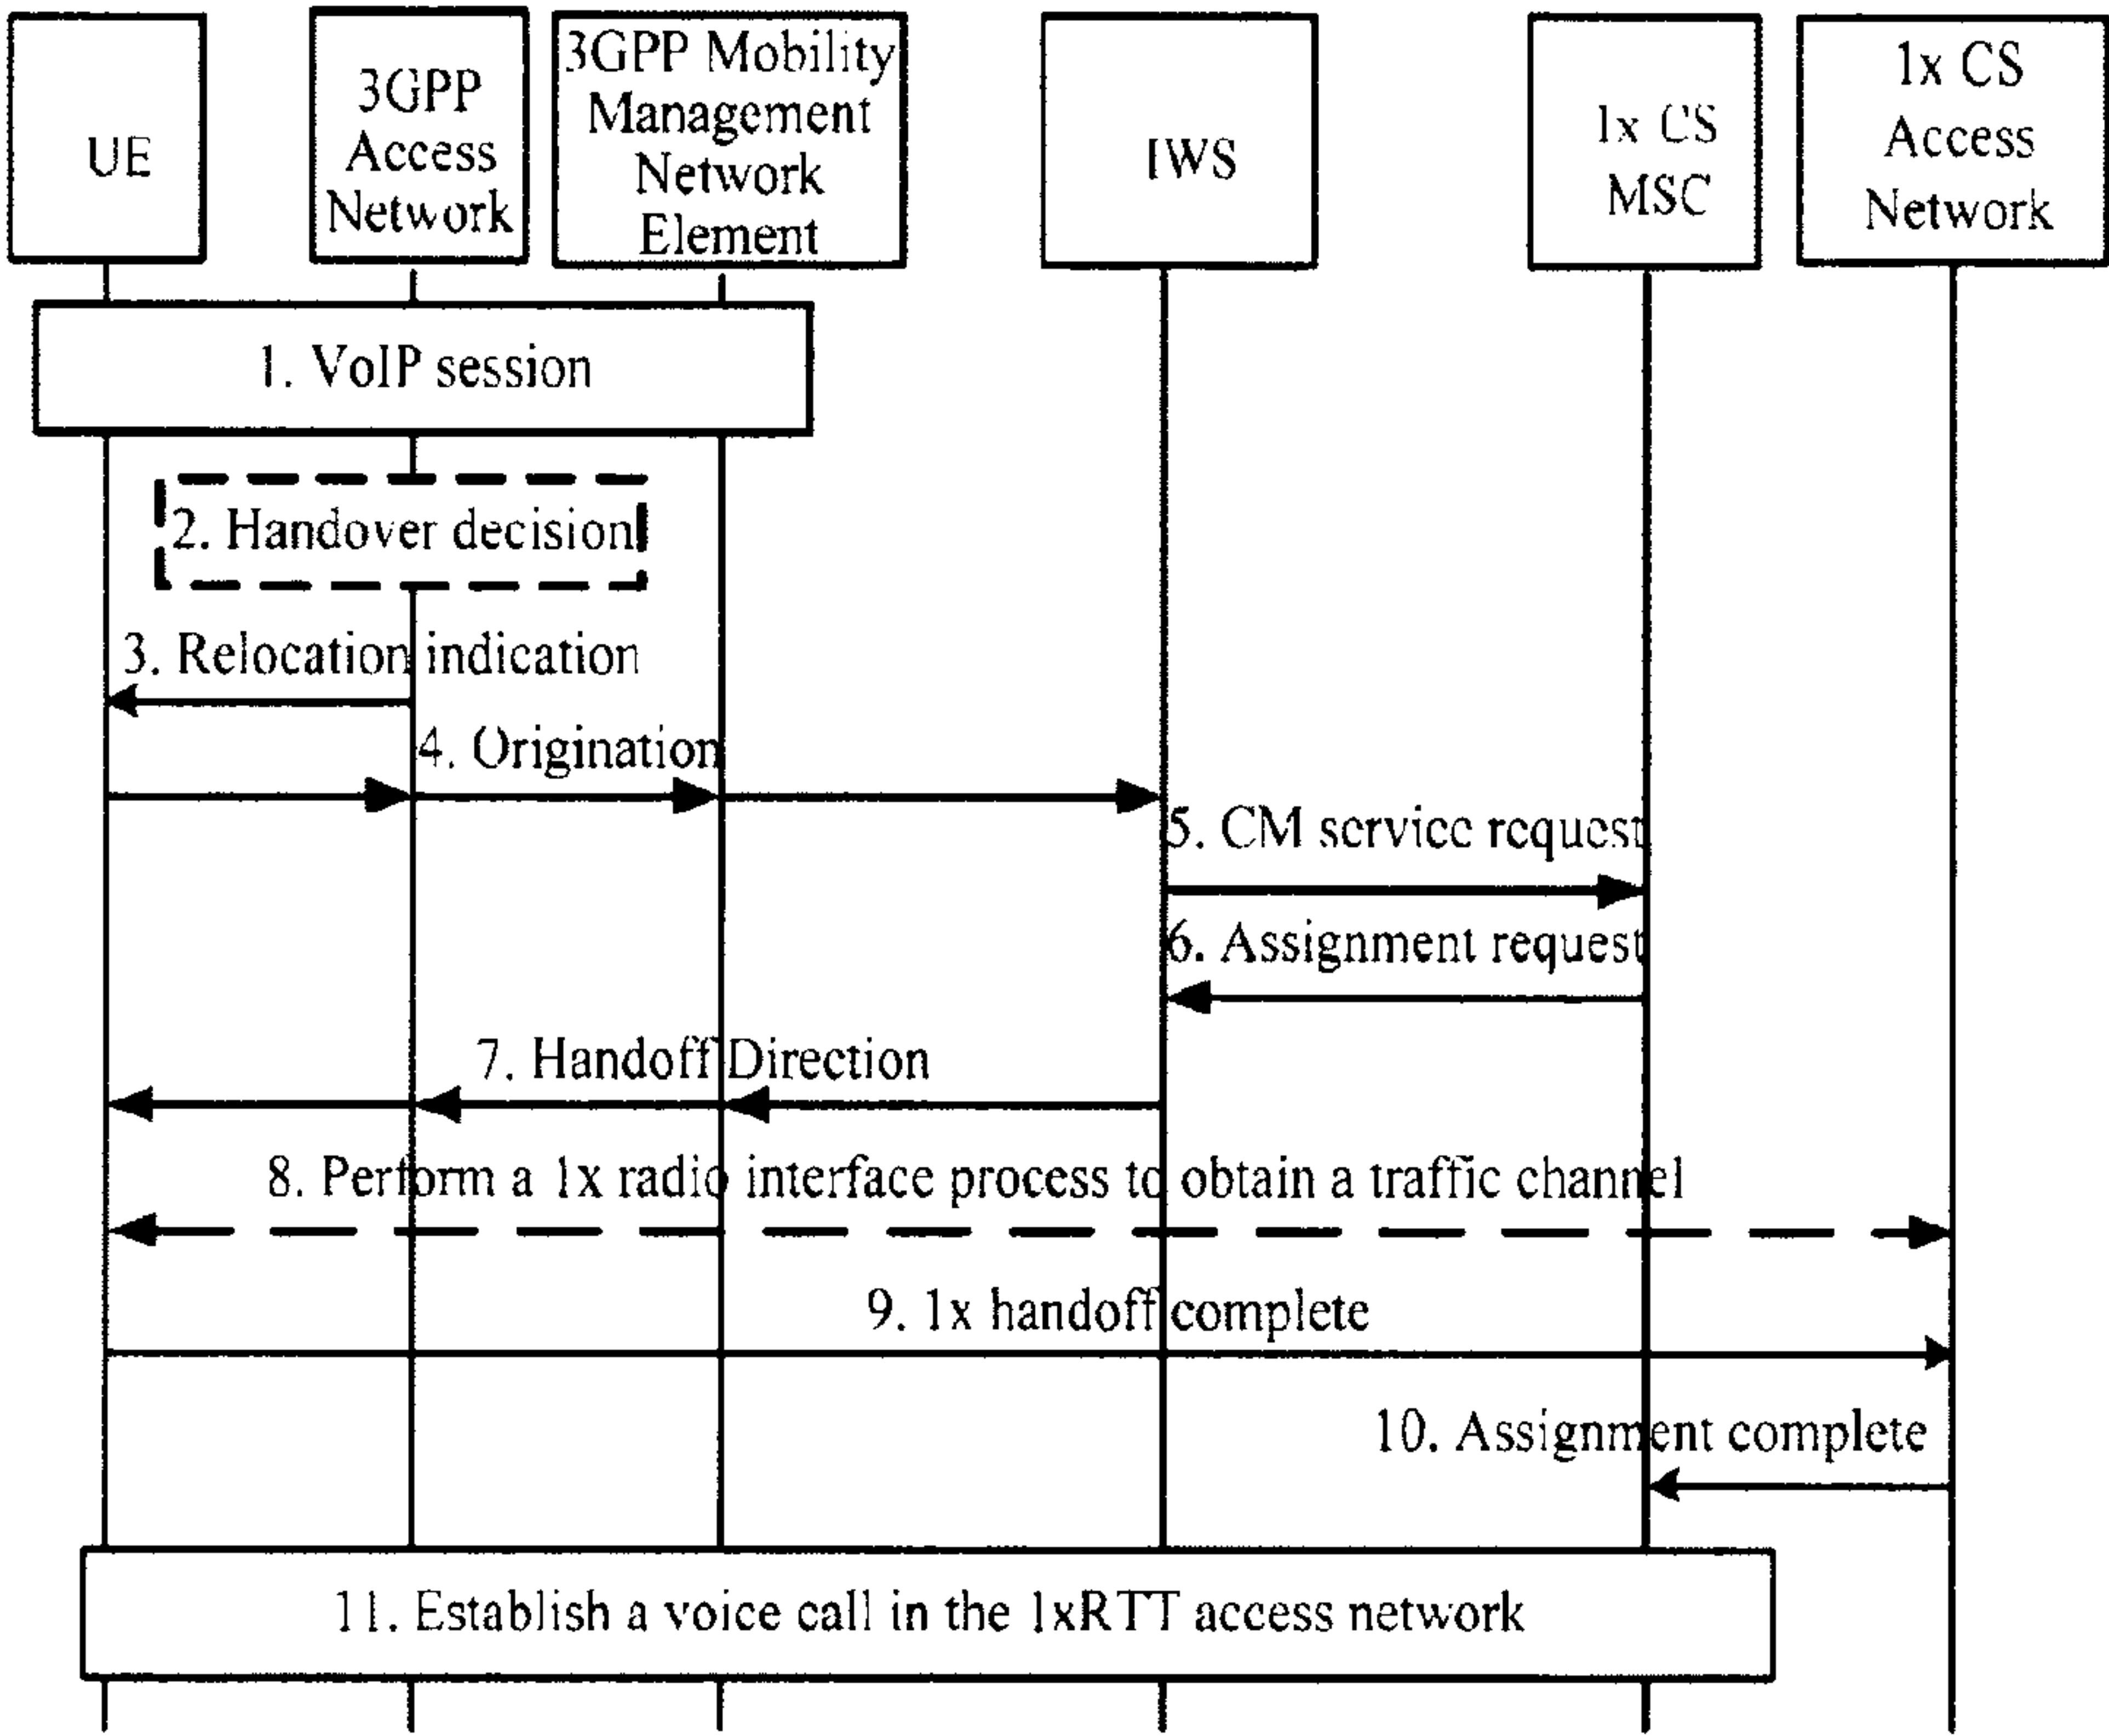 UE
3GPP
Access
Network
3GPP Mobility
Management
Network
Element
IWS
1x CS
MSC
1x CS
Access
Network
1. VoIP session
2. Handover decision
3. Relocation indication
4. Origination
5. CM service request
6. Assignment request
7. Handoff Direction
8. Perform a 1x radio interface process to obtain a traffic channel
9. 1x handoff complete
10. Assignment complete
11. Establish a voice call in the 1xRTT access network